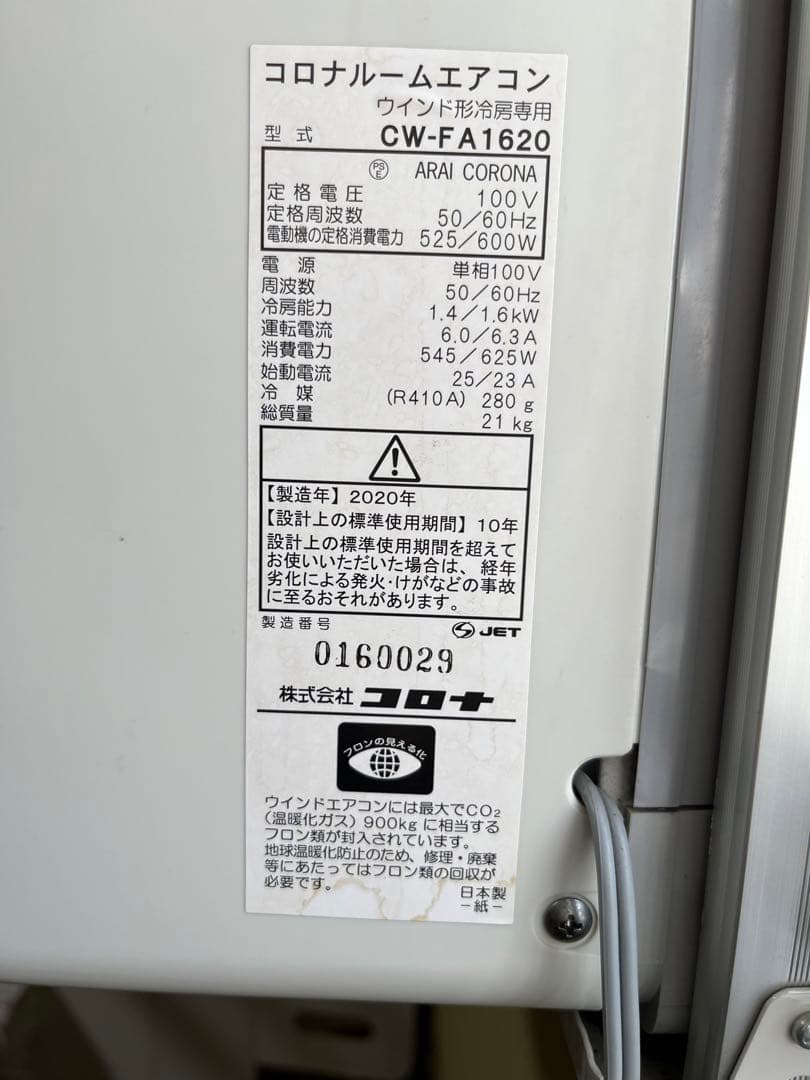 コロナルームエアコン
ウインド形冷房専用
型式 CW-FA1620
PSE ARAI CORONA
定格電圧 100V
定格周波数 50/60Hz
電動機の定格消費電力 525/600W
電源 単相100V
周波数 50/60Hz
冷房能力 1.4/1.6kW
運転電流 6.0/6.3A
消費電力 545/625W
始動電流 25/23A
冷媒 (R410A) 280g
総質量 21kg
【製造年】2020年
【設計上の標準使用期間】10年
設計上の標準使用期間を超えて
お使いいただいた場合は、経年
劣化による発火・けがなどの事故
に至るおそれがあります。
製造番号 JET
0160029
株式会社 コロナ
フロンの見える化
ウインドエアコンには最大でCO₂
(温暖化ガス)900kgに相当する
フロン類が封入されています。
地球温暖化防止のため、修理・廃棄
等にあたってはフロン類の回収が
必要です。
日本製
-紙-